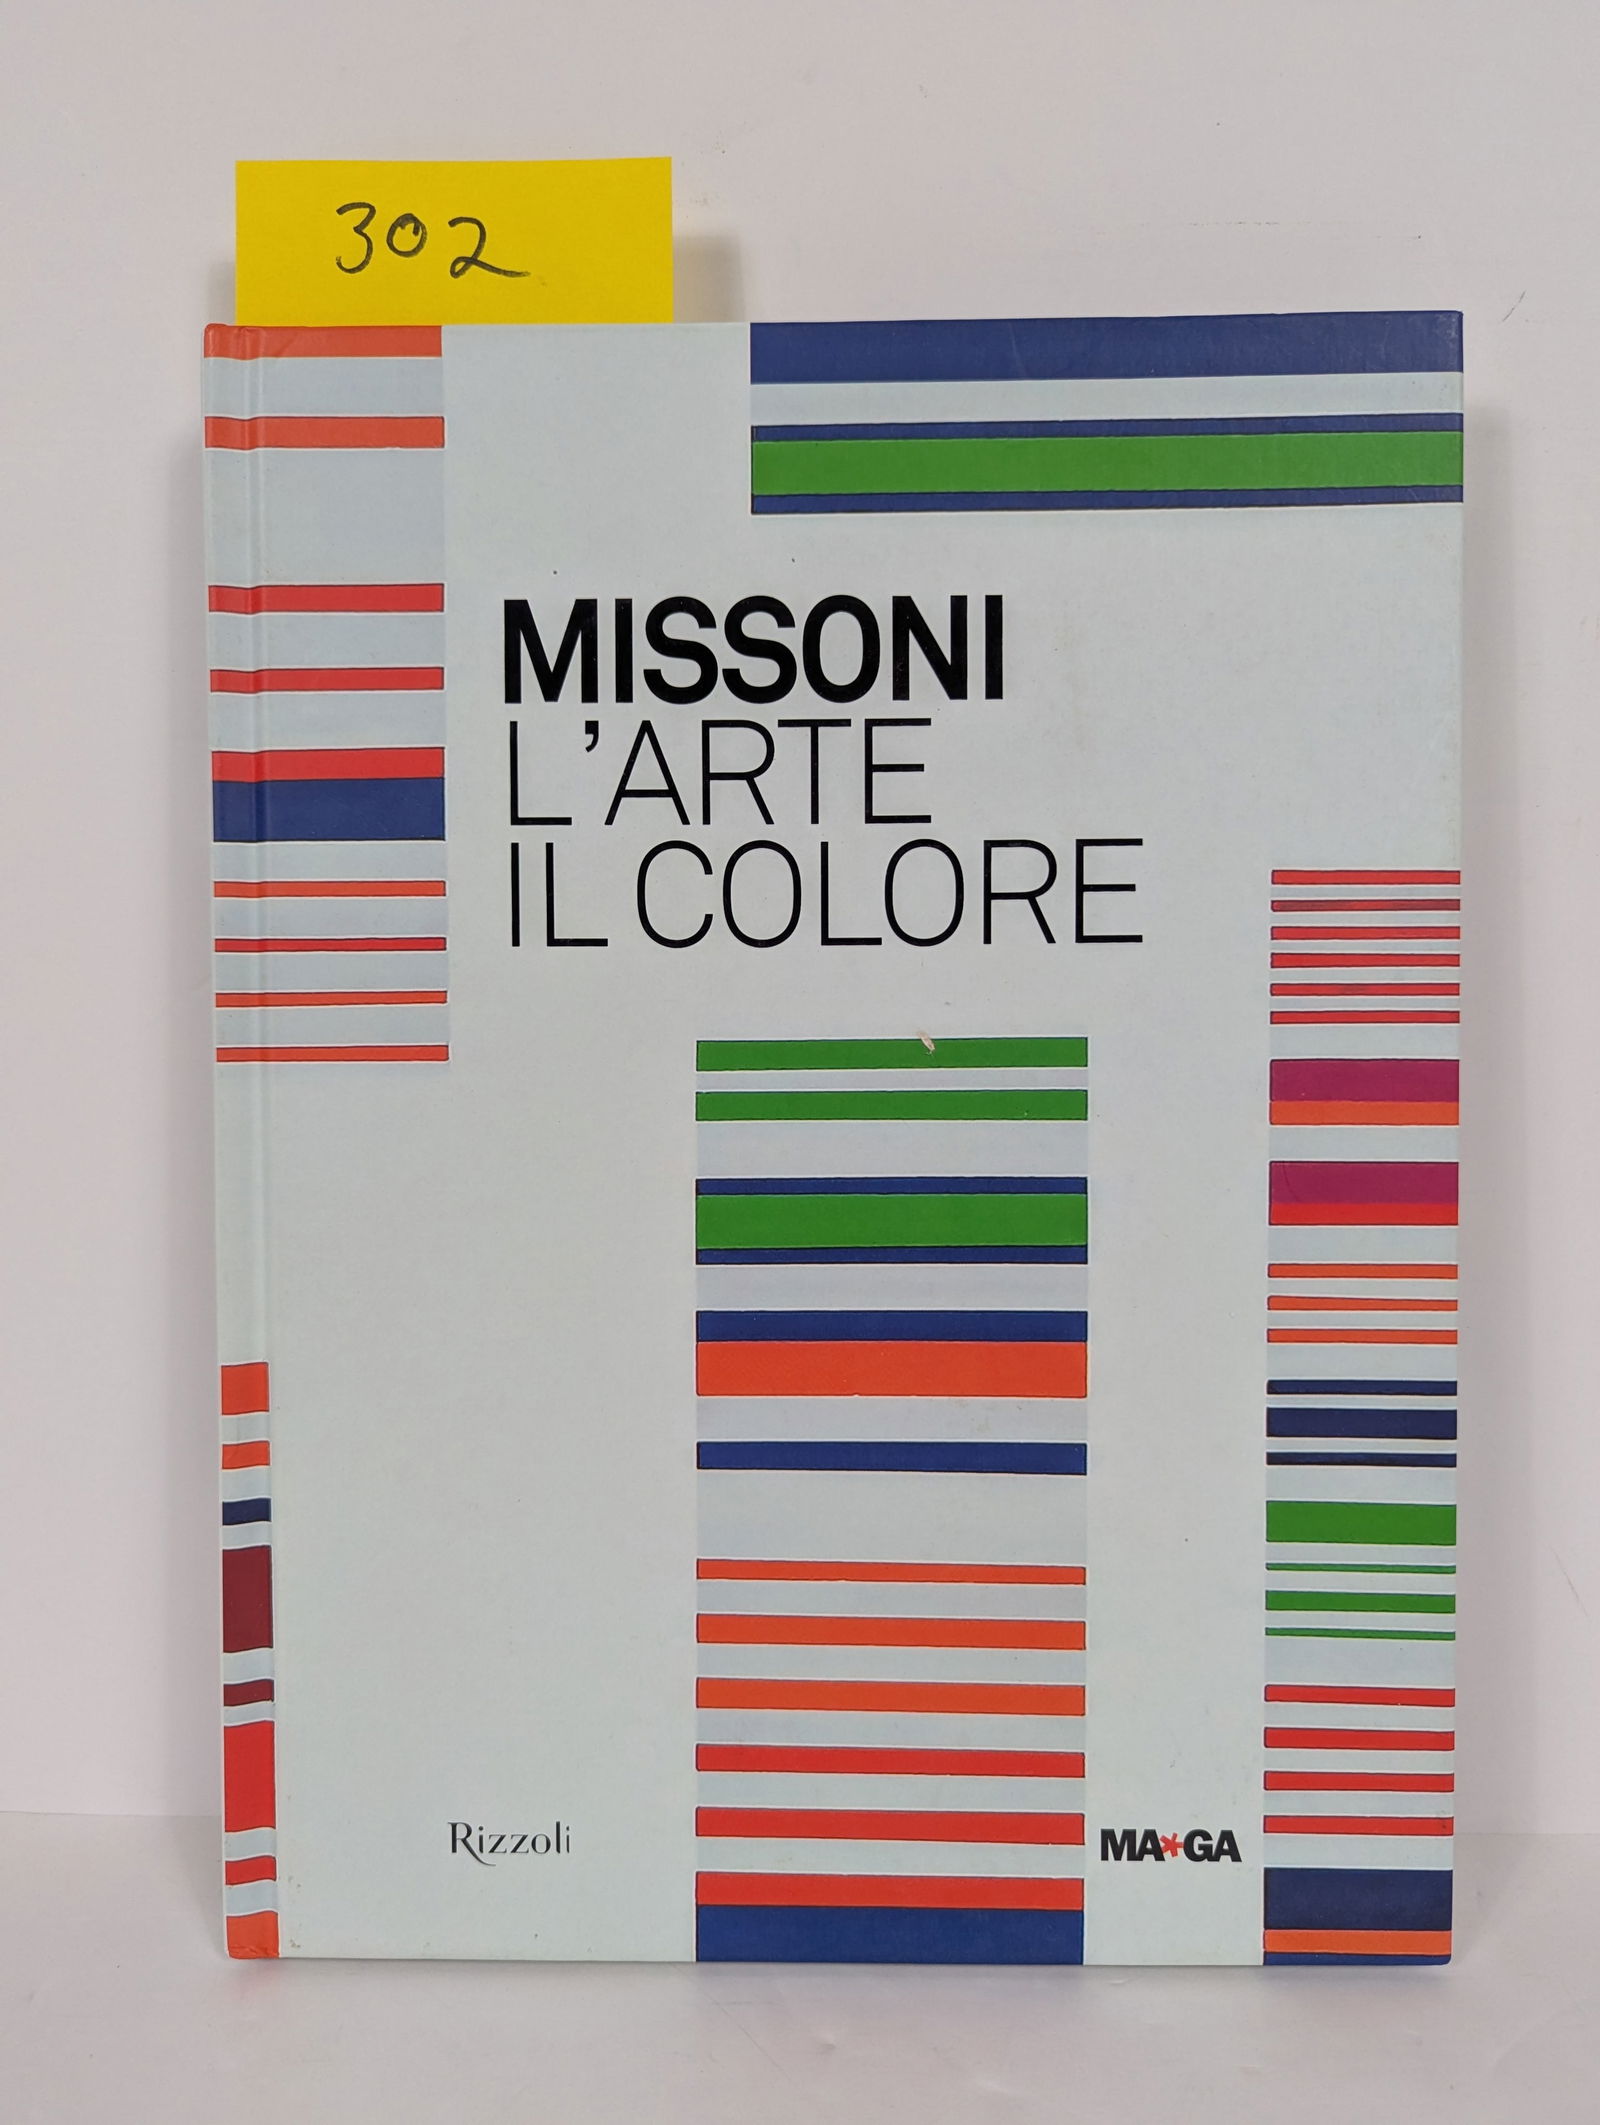 302
MISSONI
L'ARTE
IL COLORE
Rizzoli
MA*GA